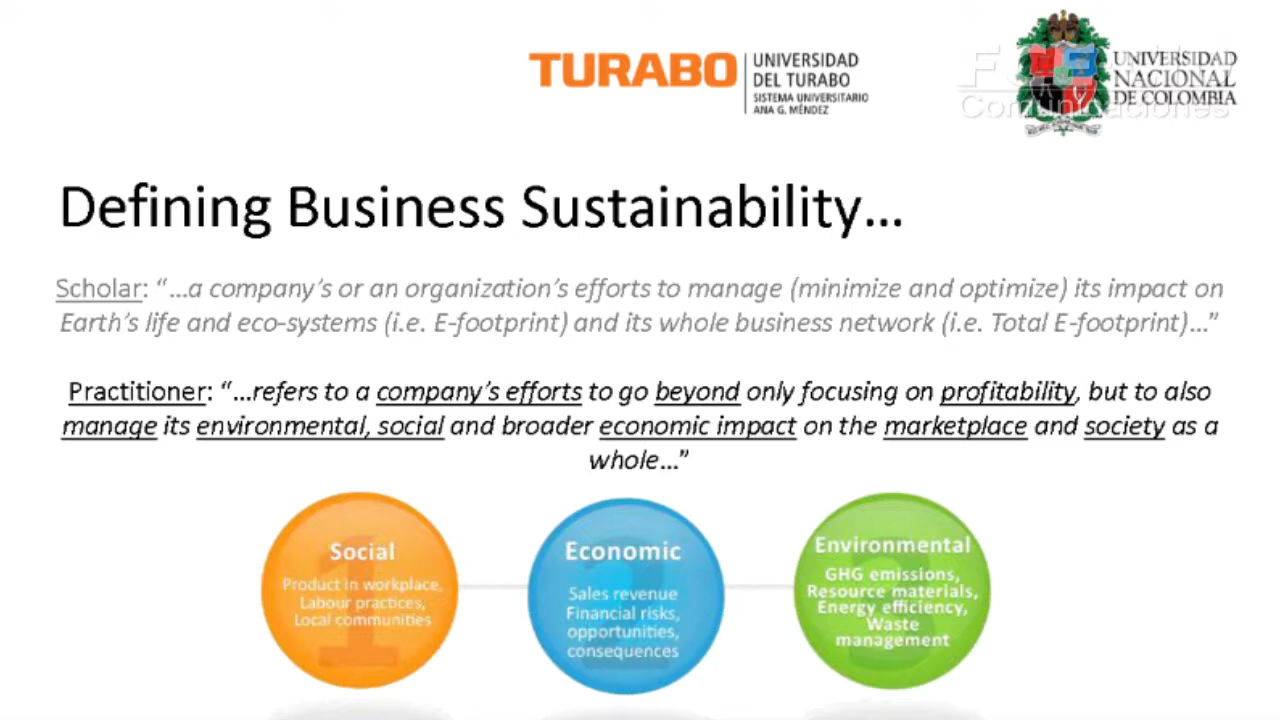 TURABO
UNIVERSIDAD
DEL TURABO
SISTEMA UNIVERSITARIO
ANA G. MÉNDEZ
UNIVERSIDAD
NACIONAL
DE COLOMBIA
Comunicaciones
Defining Business Sustainability...
Scholar: “...a company’s or an organization’s efforts to manage (minimize and optimize) its impact on
Earth’s life and eco-systems (i.e. E-footprint) and its whole business network (i.e. Total E-footprint)...”
Practitioner: “...refers to a company’s efforts to go beyond only focusing on profitability, but to also
manage its environmental, social and broader economic impact on the marketplace and society as a
whole...”
1
Social
Product in workplace,
Labour practices,
Local communities
2
Economic
Sales revenue
Financial risks,
opportunities,
consequences
3
Environmental
GHG emissions,
Resource materials,
Energy efficiency,
Waste
management